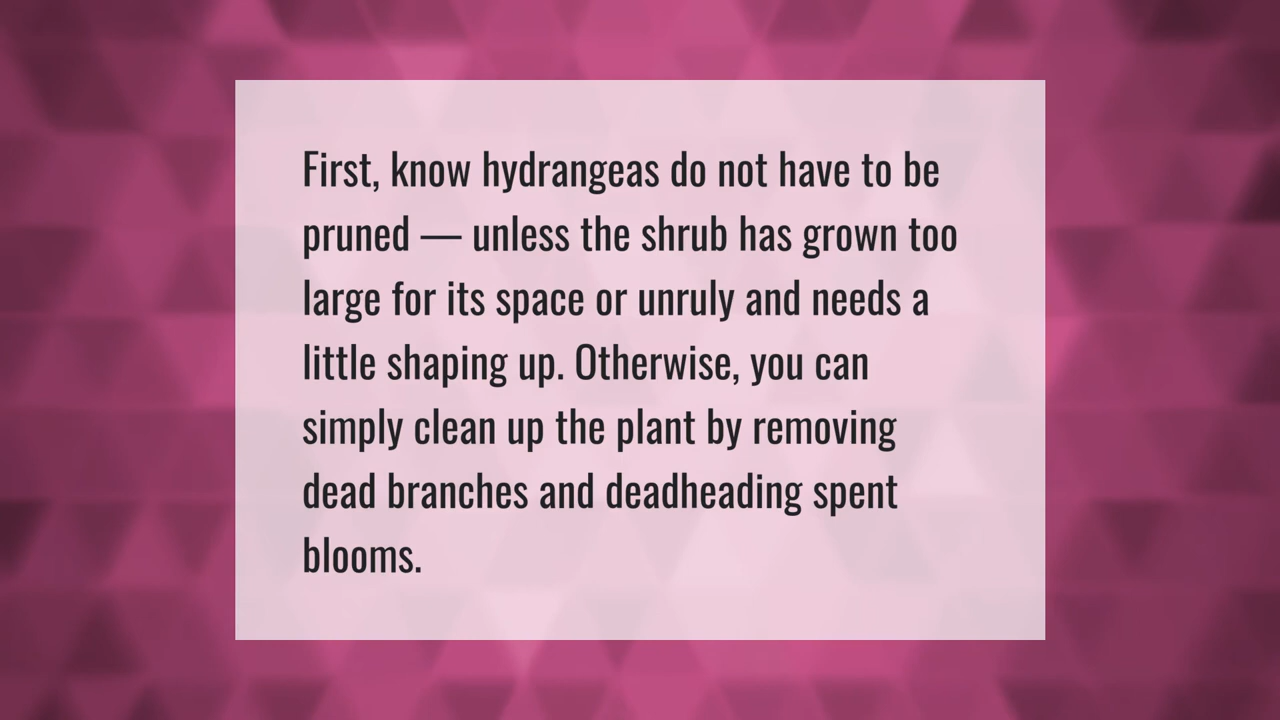 First, know hydrangeas do not have to be
pruned — unless the shrub has grown too
large for its space or unruly and needs a
little shaping up. Otherwise, you can
simply clean up the plant by removing
dead branches and deadheading spent
blooms.